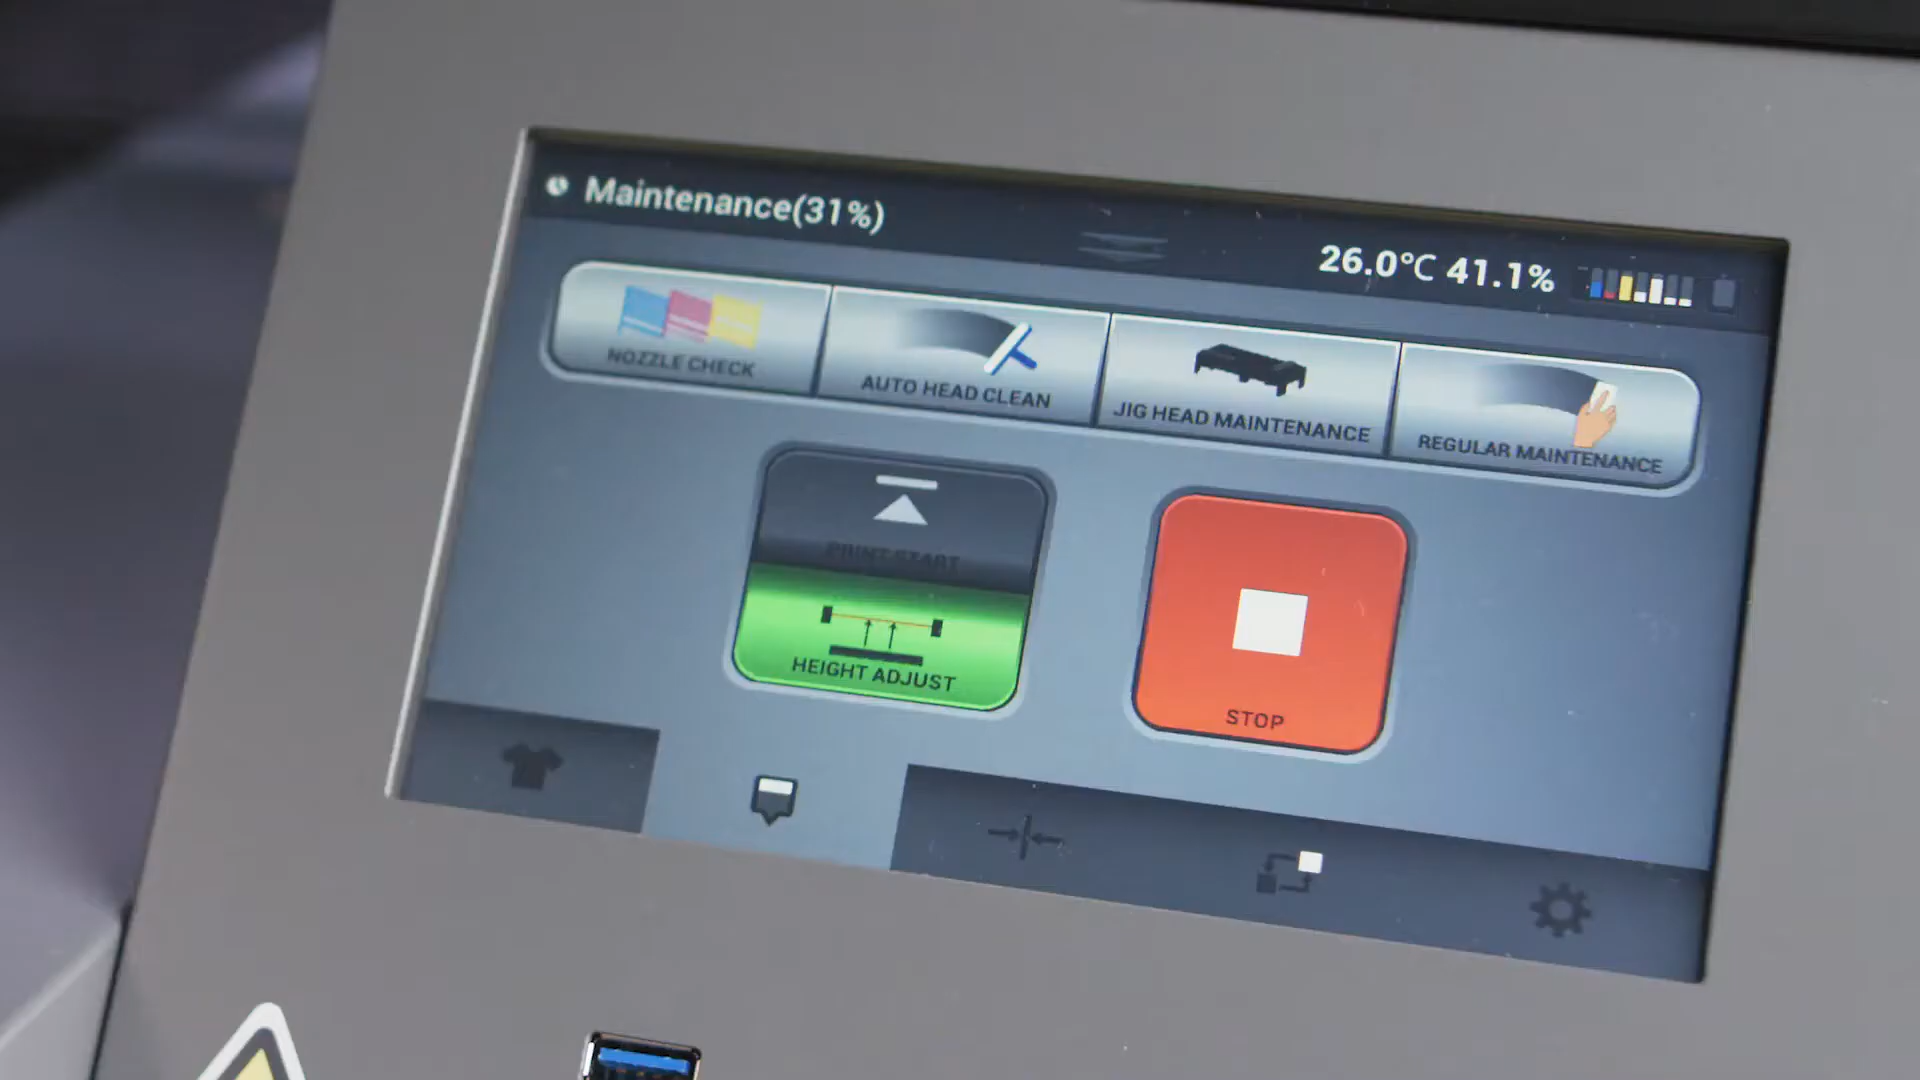 Maintenance(31%)
26.0°C 41.1%
NOZZLE CHECK
AUTO HEAD CLEAN
JIG HEAD MAINTENANCE
REGULAR MAINTENANCE
PRINT START
HEIGHT ADJUST
STOP